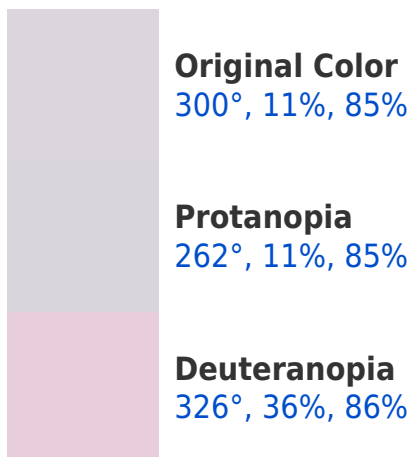 Original Color
300°, 11%, 85%
Protanopia
262°, 11%, 85%
Deuteranopia
326°, 36%, 86%